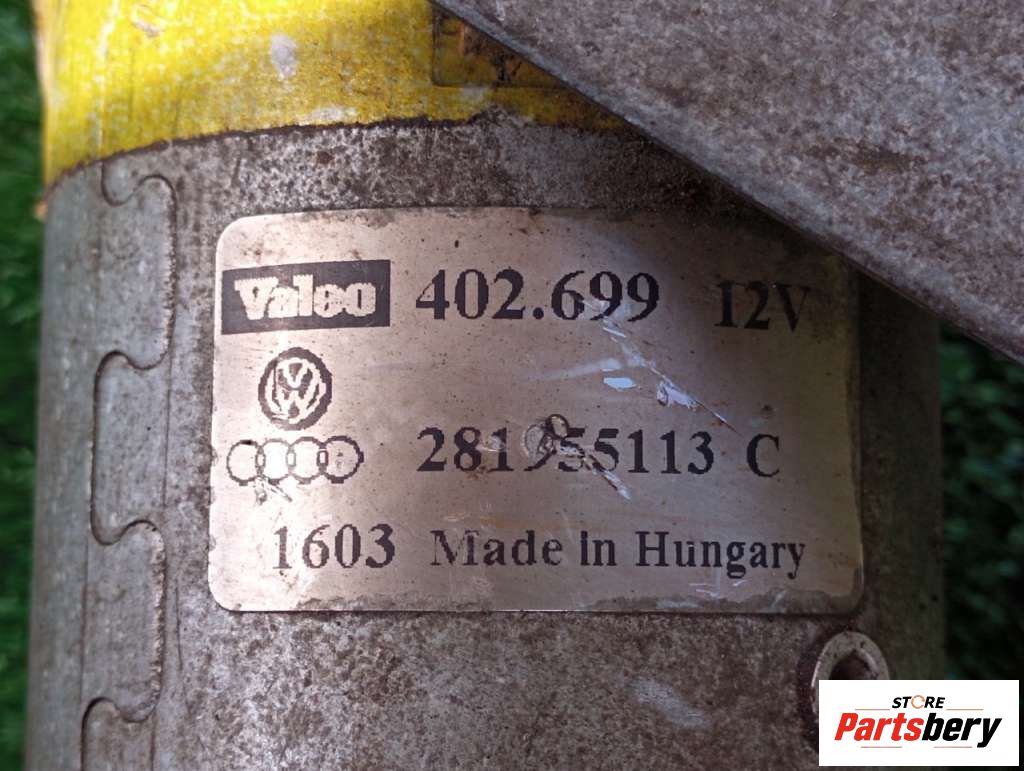 Valeo 402.699 12V
281955113 C
1603 Made in Hungary
STORE
Partsbery